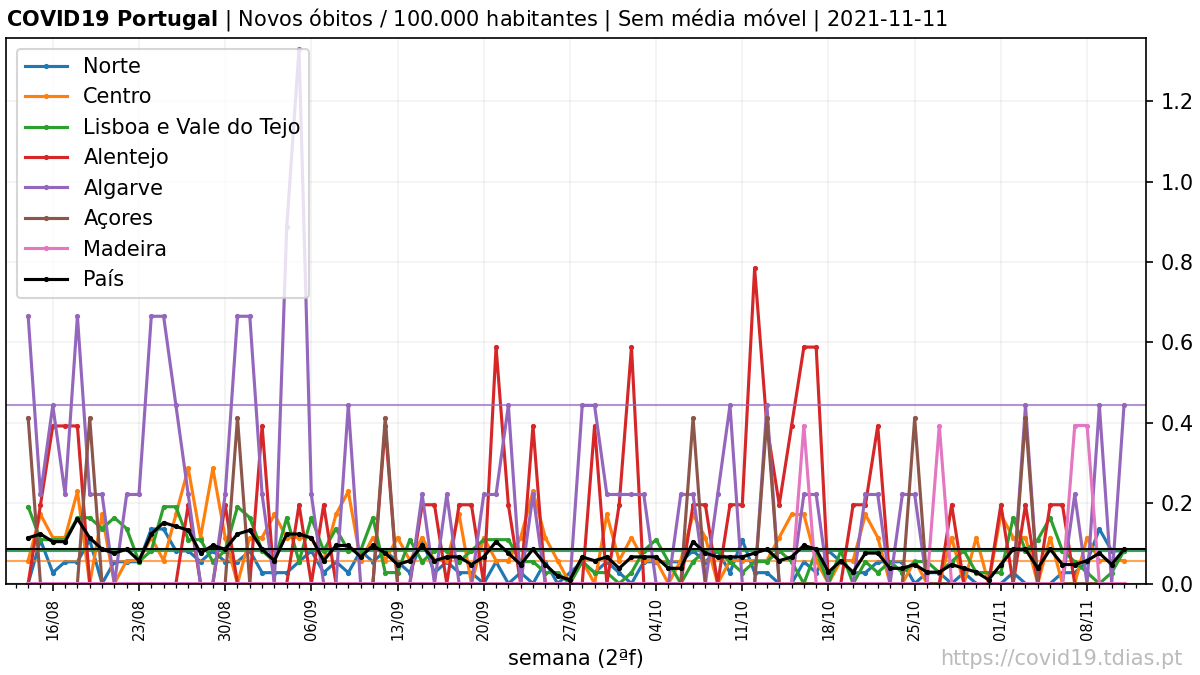 COVID19 Portugal | Novos óbitos / 100.000 habitantes | Sem média móvel | 2021-11-11
Norte
Centro
Lisboa e Vale do Tejo
Alentejo
Algarve
Açores
Madeira
País
1.2
1.0
0.8
0.6
0.4
0.2
0.0
16/08
23/08
30/08
06/09
13/09
20/09
27/09
04/10
11/10
18/10
25/10
01/11
08/11
semana (2ªf)
https://covid19.tdias.pt